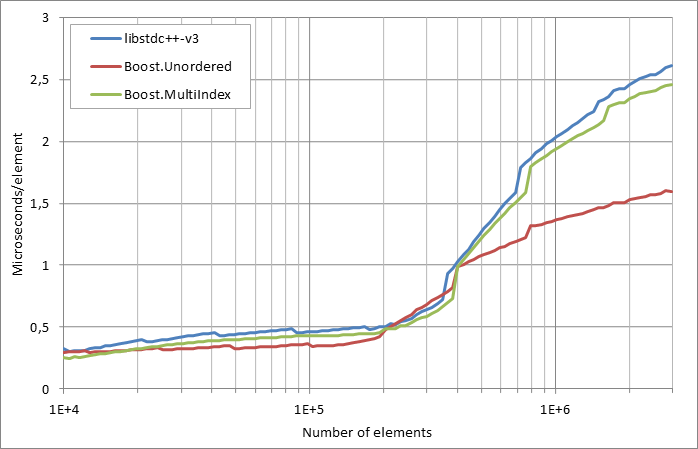 3
2,5
2
1,5
1
0,5
0
Microseconds/element
libstdc++-v3
Boost.Unordered
Boost.MultiIndex
1E+4
1E+5
1E+6
Number of elements